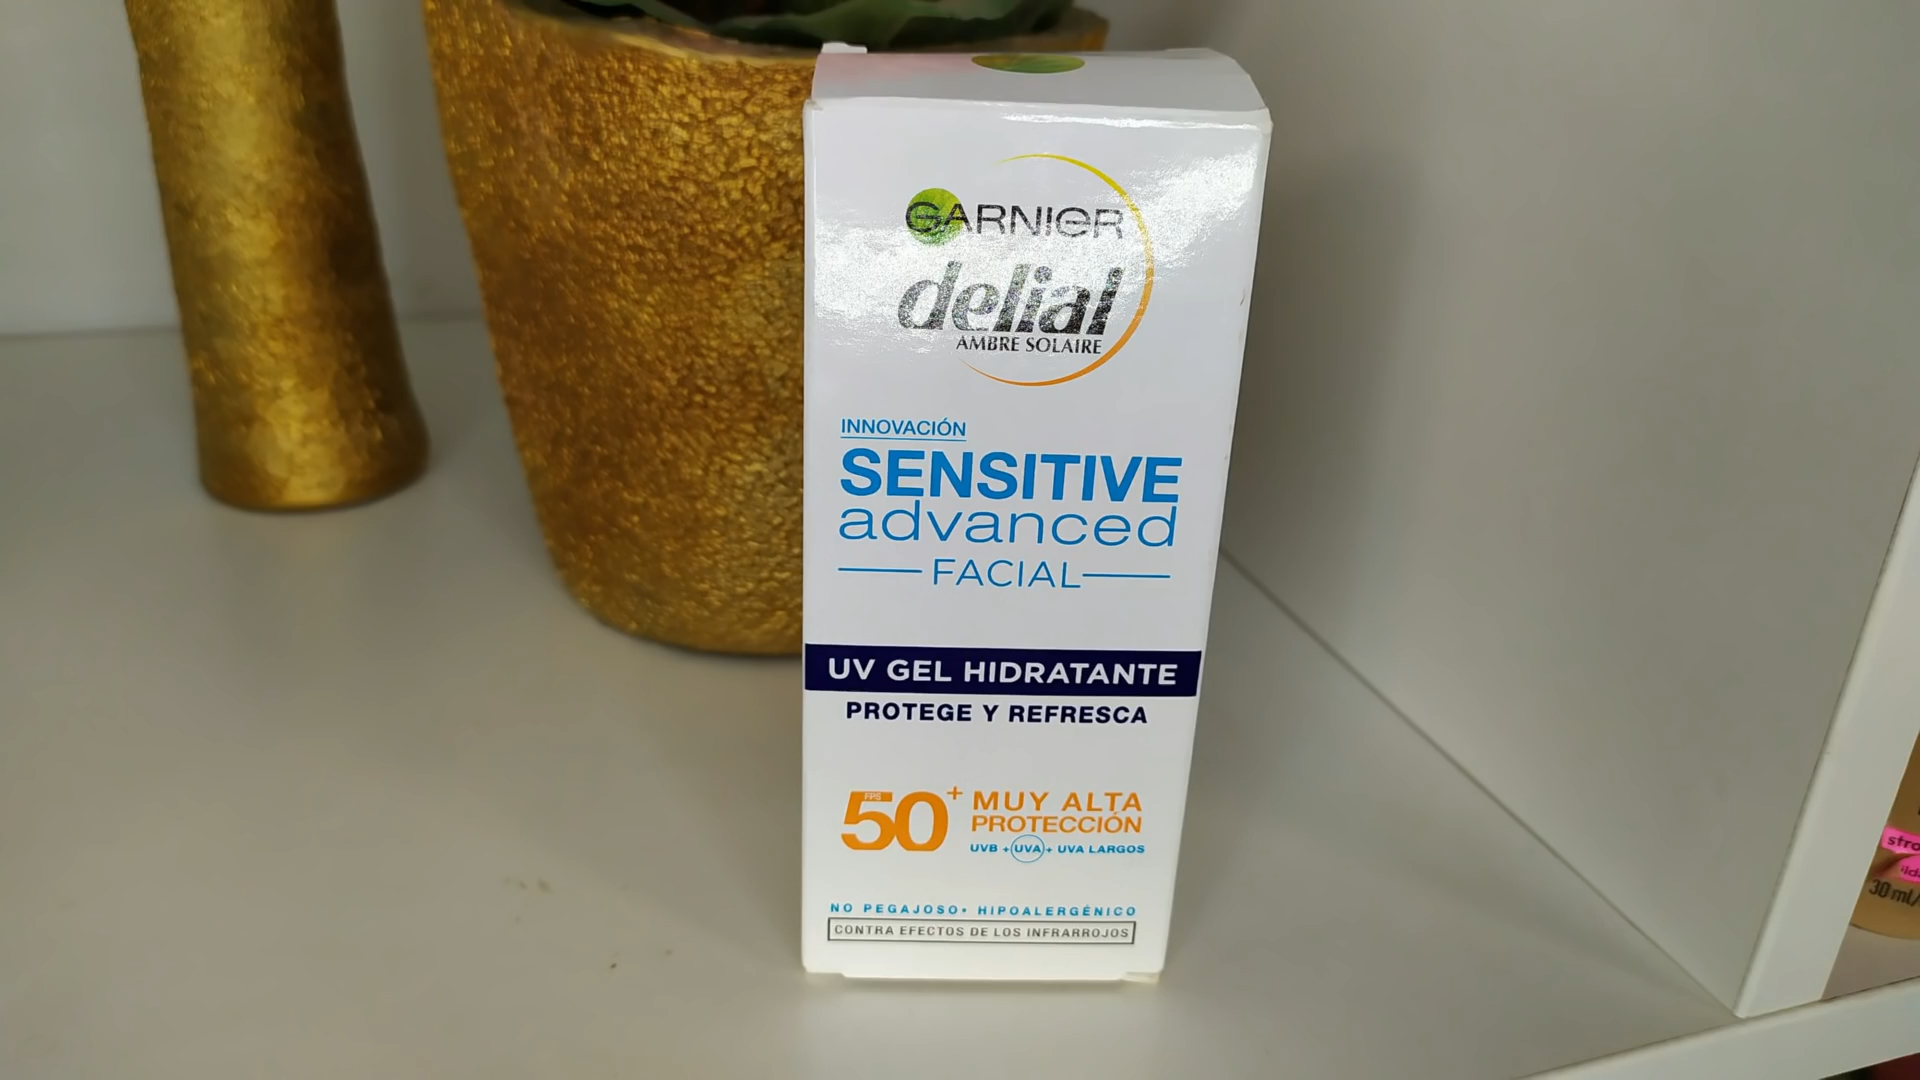 GARNIER
delial
AMBRE SOLAIRE
INNOVACIÓN
SENSITIVE
advanced
FACIAL
UV GEL HIDRATANTE
PROTEGE Y REFRESCA
FPS
50+ MUY ALTA
PROTECCIÓN
UVB + UVA + UVA LARGOS
NO PEGAJOSO • HIPOALERGÉNICO
CONTRA EFECTOS DE LOS INFRARROJOS
30 ml/